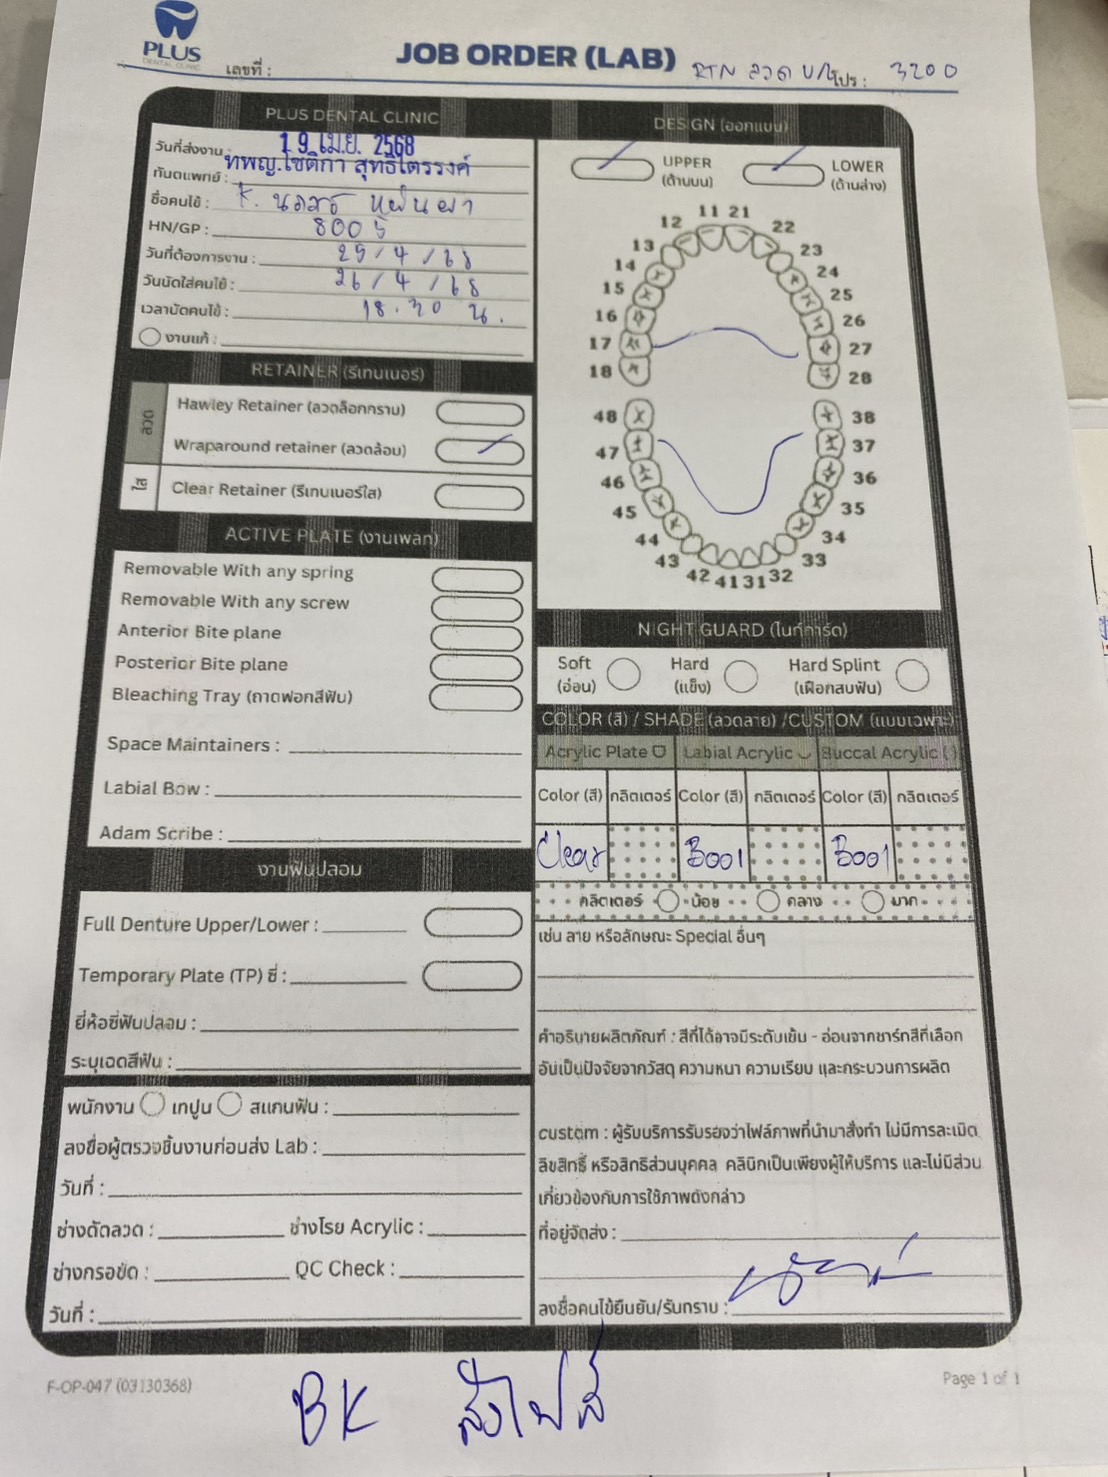 PLUS
DENTAL CLINIC
JOB ORDER (LAB)
เลขที่ :
RTN ลวด U/L โปร : 3200
PLUS DENTAL CLINIC
วันที่ส่งงาน : 19 เม.ย. 2568
ทันตแพทย์ : ทพญ.โชติกา สุทธิไตรรงค์
ชื่อคนไข้ :
HN/GP : 8005
วันที่ต้องการงาน : 25/4/68
วันนัดใส่คนไข้ : 26/4/68
เวลานัดคนไข้ : 18.30 น.
งานแก้ :
RETAINER (รีเทนเนอร์)
ลวด
Hawley Retainer (ลวดล็อกกราม)
Wraparound retainer (ลวดล้อม)
ใส
Clear Retainer (รีเทนเนอร์ใส)
ACTIVE PLATE (งานเพลท)
Removable With any spring
Removable With any screw
Anterior Bite plane
Posterior Bite plane
Bleaching Tray (ถาดฟอกสีฟัน)
Space Maintainers :
Labial Bow :
Adam Scribe :
งานฟันปลอม
Full Denture Upper/Lower :
Temporary Plate (TP) ซี่ :
ยี่ห้อซี่ฟันปลอม :
ระบุเฉดสีฟัน :
พนักงาน เทปูน สแกนฟัน :
ลงชื่อผู้ตรวจชิ้นงานก่อนส่ง Lab :
วันที่ :
ช่างดัดลวด : ช่างโรย Acrylic :
ช่างกรอขัด : QC Check :
วันที่ :
DESIGN (ออกแบบ)
UPPER
(ด้านบน)
LOWER
(ด้านล่าง)
11 21
12 22
13 23
14 24
15 25
16 26
17 27
18 28
48 38
47 37
46 36
45 35
44 34
43 33
42 41 31 32
NIGHT GUARD (ไนท์การ์ด)
Soft
(อ่อน)
Hard
(แข็ง)
Hard Splint
(เฝือกสบฟัน)
COLOR (สี) / SHADE (ลวดลาย) /CUSTOM (แบบเฉพาะ)
Acrylic Plate Labial Acrylic Buccal Acrylic ( )
Color (สี) กลิตเตอร์ Color (สี) กลิตเตอร์ Color (สี) กลิตเตอร์
Clear B001 B001
กลิตเตอร์ น้อย กลาง มาก
เช่น ลาย หรือลักษณะ Special อื่นๆ
คำอธิบายผลิตภัณฑ์ : สีที่ได้อาจมีระดับเข้ม - อ่อนจากชาร์ทสีที่เลือก
อันเป็นปัจจัยจากวัสดุ ความหนา ความเรียบ และกระบวนการผลิต
custom : ผู้รับบริการรับรองว่าไฟล์ภาพที่นำมาสั่งทำ ไม่มีการละเมิด
ลิขสิทธิ์ หรือสิทธิส่วนบุคคล คลินิกเป็นเพียงผู้ให้บริการ และไม่มีส่วน
เกี่ยวข้องกับการใช้ภาพดังกล่าว
ที่อยู่จัดส่ง :
ลงชื่อคนไข้ยืนยัน/รับทราบ :
F-OP-047 (03130368)
Page 1 of 1
BK ส่งไฟล์